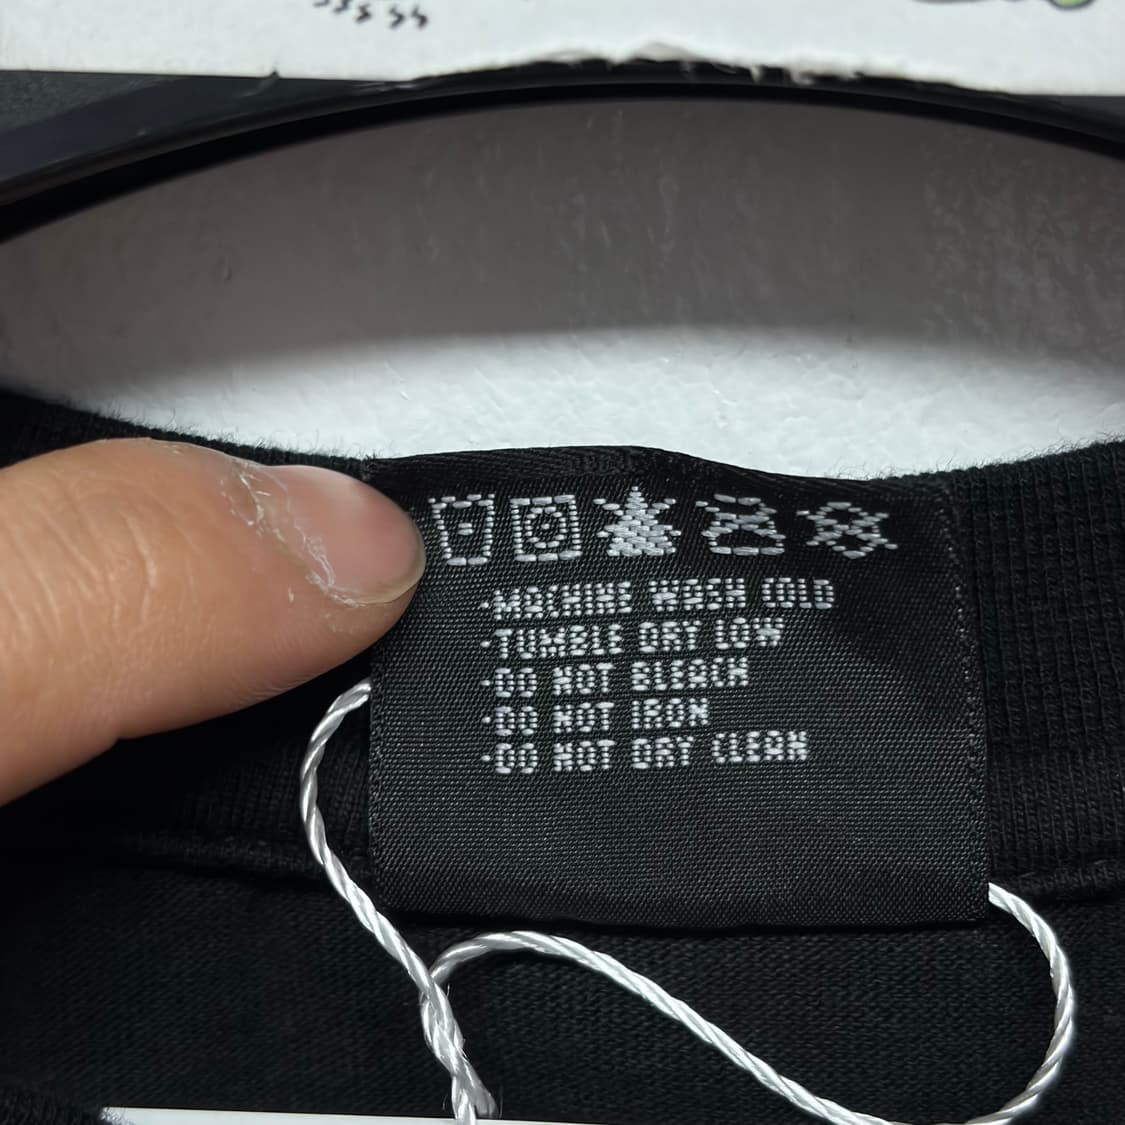 ·MACHINE WASH COLD
·TUMBLE DRY LOW
·DO NOT BLEACH
·DO NOT IRON
·DO NOT DRY CLEAN